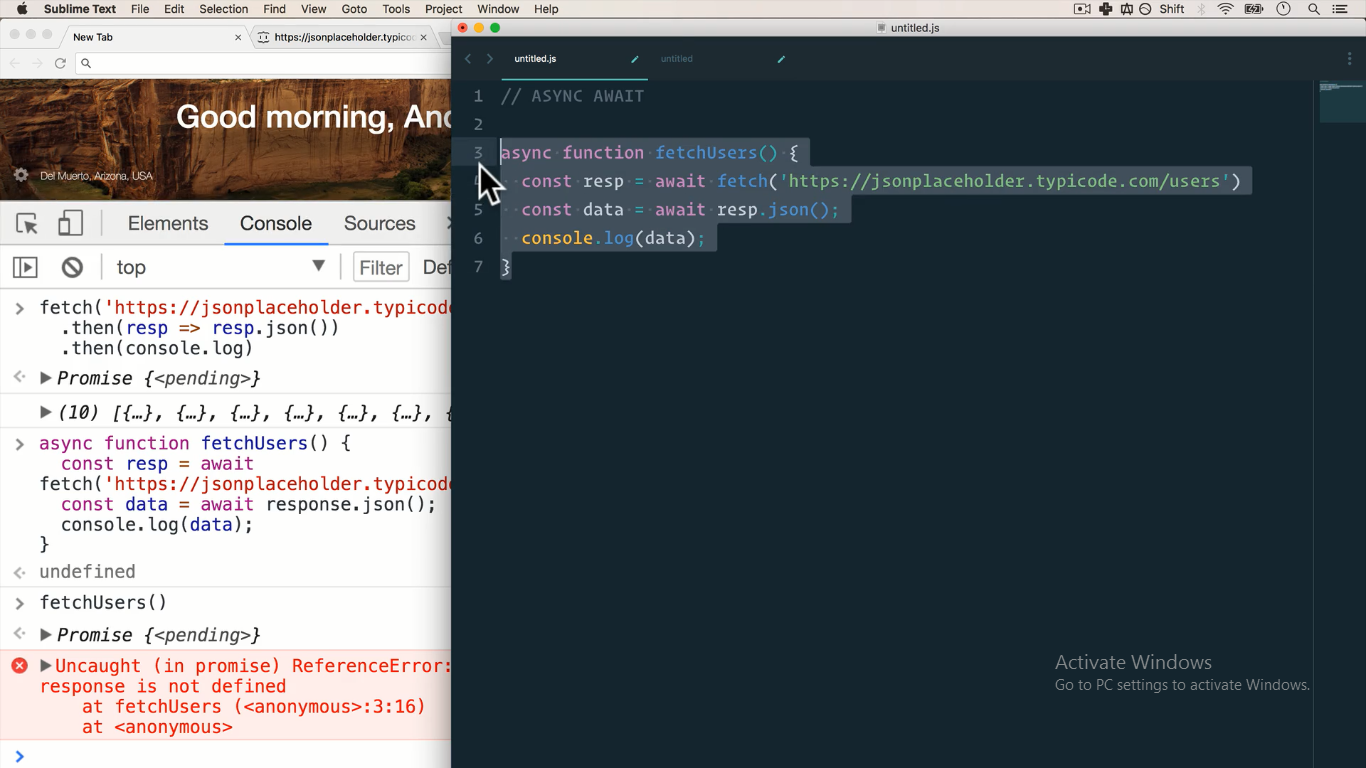 Sublime Text File Edit Selection Find View Goto Tools Project Window Help Shift
New Tab https://jsonplaceholder.typico
Good morning, And
Del Muerto, Arizona, USA
Elements Console Sources
top Filter Def
fetch('https://jsonplaceholder.typicode
.then(resp => resp.json())
.then(console.log)
Promise {<pending>}
(10) [{…}, {…}, {…}, {…}, {…}, {…}, {
async function fetchUsers() {
const resp = await
fetch('https://jsonplaceholder.typicode
const data = await response.json();
console.log(data);
}
undefined
fetchUsers()
Promise {<pending>}
Uncaught (in promise) ReferenceError:
response is not defined
at fetchUsers (<anonymous>:3:16)
at <anonymous>
untitled.js
untitled.js untitled
1 // ASYNC AWAIT
2
3 async function fetchUsers() {
const resp = await fetch('https://jsonplaceholder.typicode.com/users')
5 const data = await resp.json();
6 console.log(data);
7 }
Activate Windows
Go to PC settings to activate Windows.